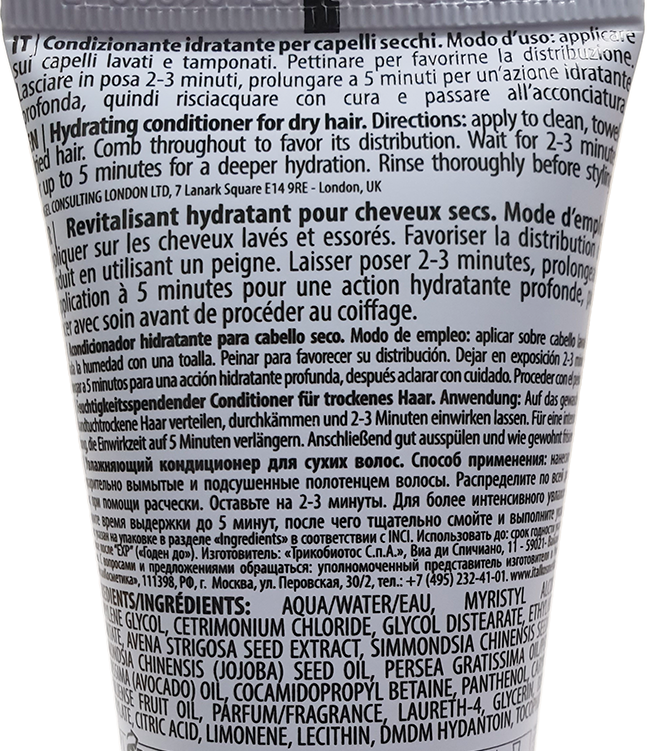 IT | Condizionante idratante per capelli secchi. Modo d'uso: applicare
sui capelli lavati e tamponati. Pettinare per favorirne la distribuzione.
Lasciare in posa 2-3 minuti, prolungare a 5 minuti per un'azione idratante
profonda, quindi risciacquare con cura e passare all'acconciatura
| Hydrating conditioner for dry hair. Directions: apply to clean, towel
hair. Comb throughout to favor its distribution. Wait for 2-3 minutes
up to 5 minutes for a deeper hydration. Rinse thoroughly before styling
CONSULTING LONDON LTD, 7 Lanark Square E14 9RE - London, UK
| Revitalisant hydratant pour cheveux secs. Mode d'emploi
sur les cheveux lavés et essorés. Favoriser la distribution
en utilisant un peigne. Laisser poser 2-3 minutes, prolonger
à 5 minutes pour une action hydratante profonde,
avec soin avant de procéder au coiffage.
Acondicionador hidratante para cabello seco. Modo de empleo: aplicar sobre cabello
la humedad con una toalla. Peinar para favorecer su distribución. Dejar en exposición 2-3
a 5 minutos para una acción hidratante profunda, después aclarar con cuidado. Proceder con el
Feuchtigkeitsspendender Conditioner für trockenes Haar. Anwendung: Auf das
Haar verteilen, durchkämmen und 2-3 Minuten einwirken lassen. Für eine
die Einwirkzeit auf 5 Minuten verlängern. Anschließend gut ausspülen und wie gewohnt
кондиционер для сухих волос. Способ применения:
вымытые и подсушенные полотенцем волосы. Распределите по всей
при помощи расчески. Оставьте на 2-3 минуты. Для более интенсивного
время выдержки до 5 минут, после чего тщательно смойте и выполните
на упаковке в разделе «Ingredients» в соответствии с INCI. Использовать до: срок годности
после "EXP" («Годен до»). Изготовитель: «Трикобиотос С.п.А.», Виа ди Спичиано, 11 - 59021-
вопросами и предложениями обращаться: уполномоченный представитель изготовителя
111398, РФ, г. Москва, ул. Перовская, 30/2, тел.: +7 (495) 232-41-01.
INGRÉDIENTS: AQUA/WATER/EAU, MYRISTYL
GLYCOL, CETRIMONIUM CHLORIDE, GLYCOL DISTEARATE,
AVENA STRIGOSA SEED EXTRACT, SIMMONDSIA CHINENSIS
CHINENSIS (JOJOBA) SEED OIL, PERSEA GRATISSIMA OIL
(AVOCADO) OIL, COCAMIDOPROPYL BETAINE, PANTHENOL,
FRUIT OIL, PARFUM/FRAGRANCE, LAURETH-4, GLYCERIN,
CITRIC ACID, LIMONENE, LECITHIN, DMDM HYDANTOIN,